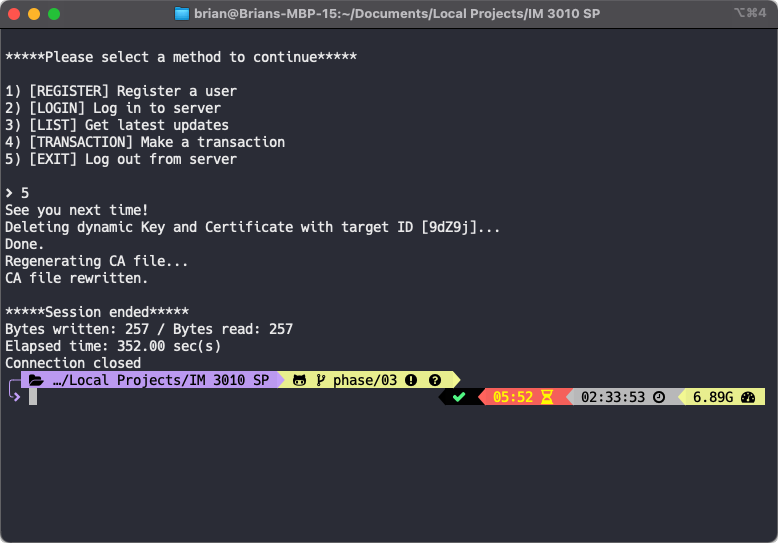 brian@Brians-MBP-15:~/Documents/Local Projects/IM 3010 SP
⌥⌘4
*****Please select a method to continue*****
1) [REGISTER] Register a user
2) [LOGIN] Log in to server
3) [LIST] Get latest updates
4) [TRANSACTION] Make a transaction
5) [EXIT] Log out from server
> 5
See you next time!
Deleting dynamic Key and Certificate with target ID [9dZ9j]...
Done.
Regenerating CA file...
CA file rewritten.
*****Session ended*****
Bytes written: 257 / Bytes read: 257
Elapsed time: 352.00 sec(s)
Connection closed
…/Local Projects/IM 3010 SP phase/03
05:52 02:33:53 6.89G